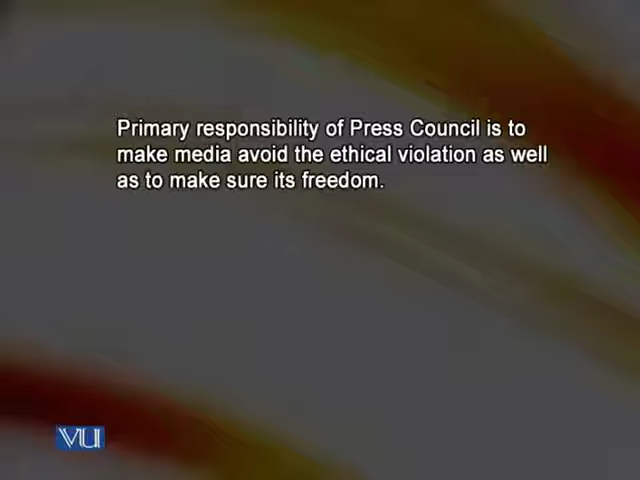 Primary responsibility of Press Council is to
make media avoid the ethical violation as well
as to make sure its freedom.
VU